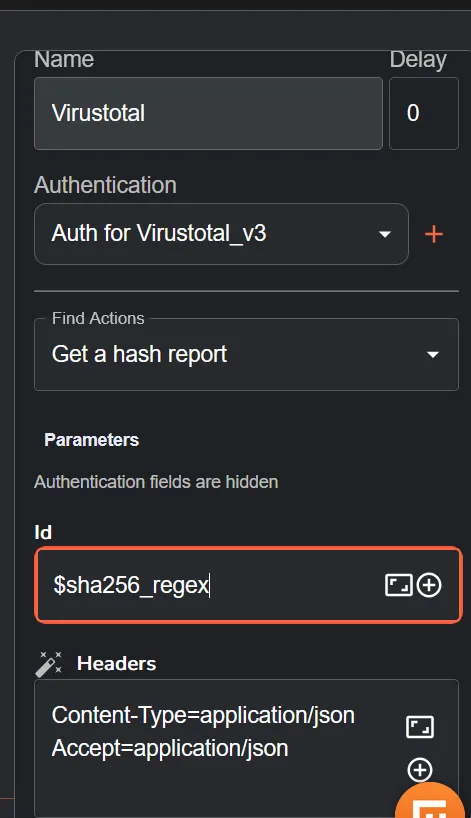 Name
Delay
Virustotal
0
Authentication
Auth for Virustotal_v3
Find Actions
Get a hash report
Parameters
Authentication fields are hidden
Id
$sha256_regex
Headers
Content-Type=application/json
Accept=application/json